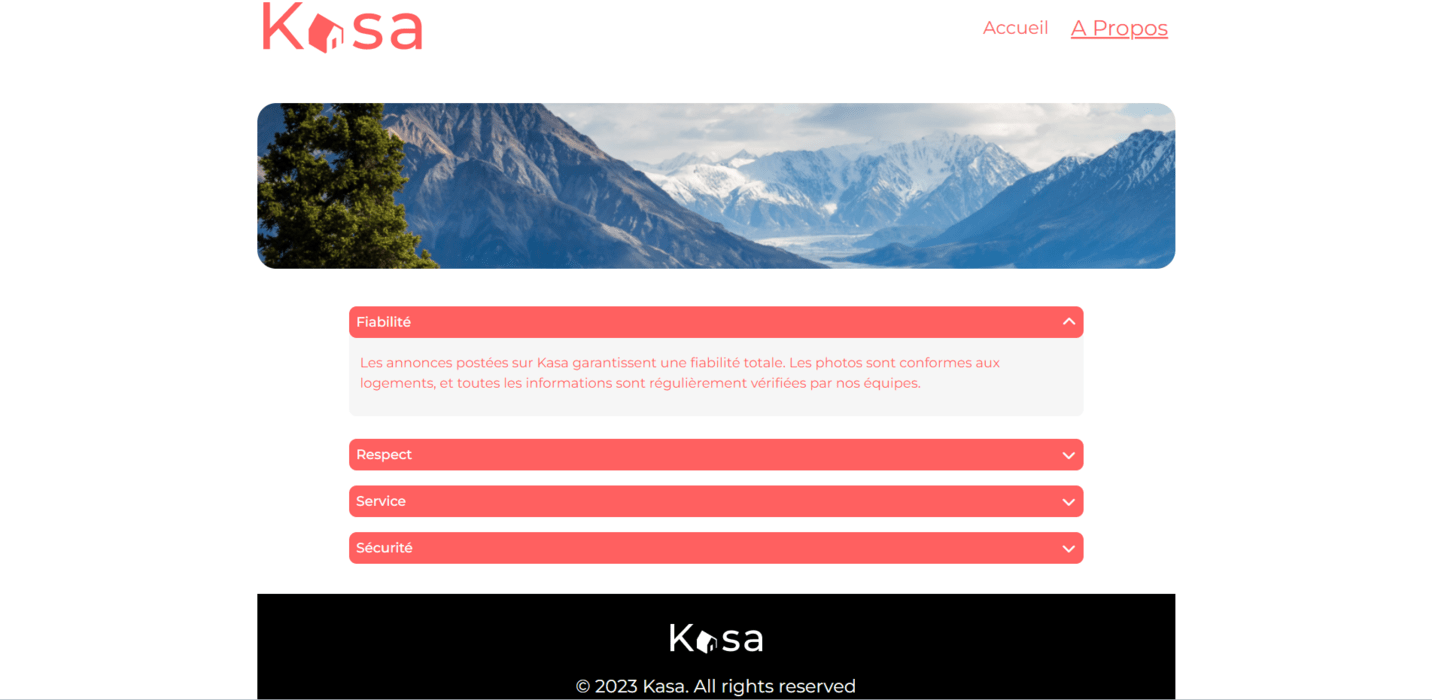 Kasa
Accueil A Propos
Fiabilité
Les annonces postées sur Kasa garantissent une fiabilité totale. Les photos sont conformes aux
logements, et toutes les informations sont régulièrement vérifiées par nos équipes.
Respect
Service
Sécurité
Kasa
© 2023 Kasa. All rights reserved